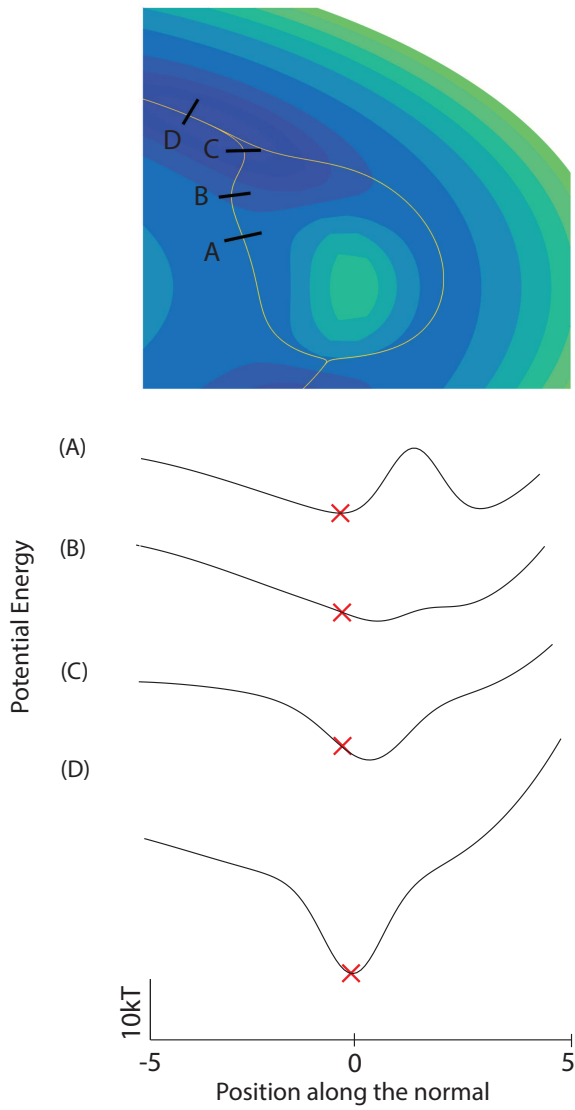 D
C
B
A
(A)
(B)
(C)
(D)
Potential Energy
10kT
-5
0
5
Position along the normal